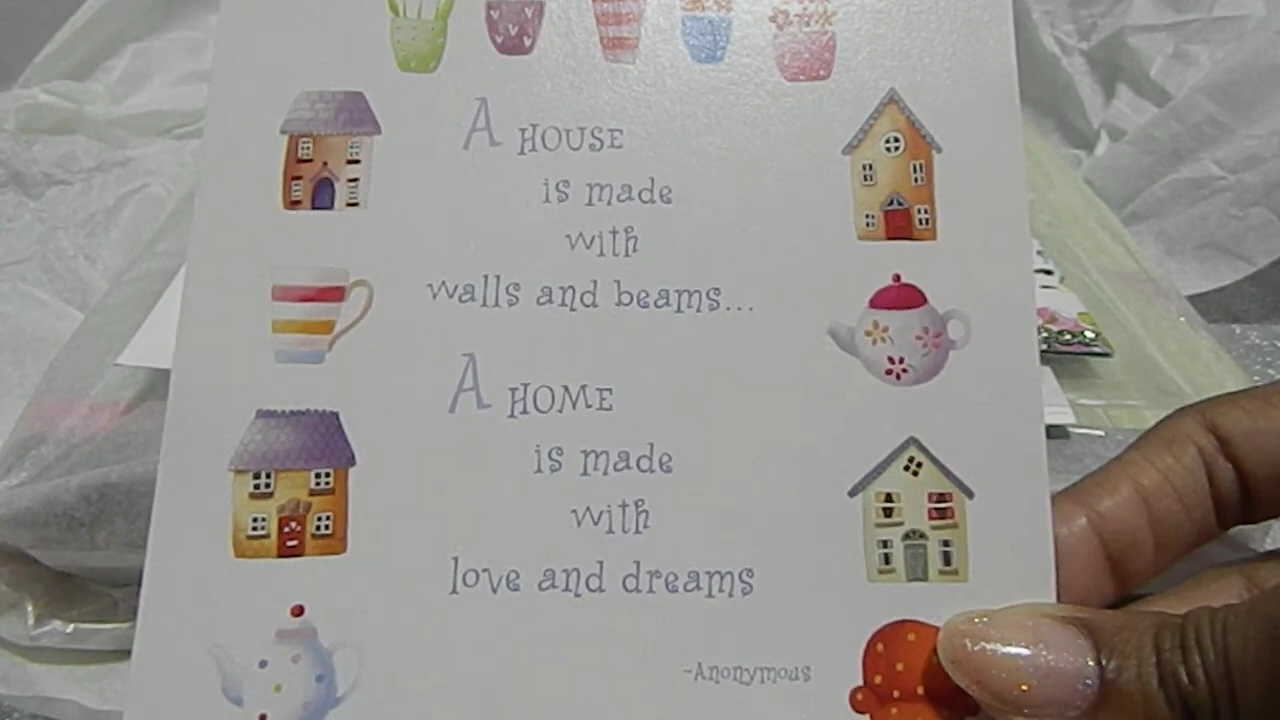 A HOUSE
is made
with
walls and beams...
A HOME
is made
with
love and dreams
-Anonymous